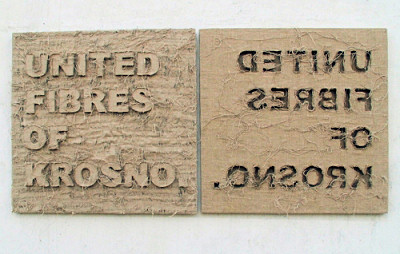 UNITED
FIBRES
OF
KROSNO.
UNITED
FIBRES
OF
KROSNO.